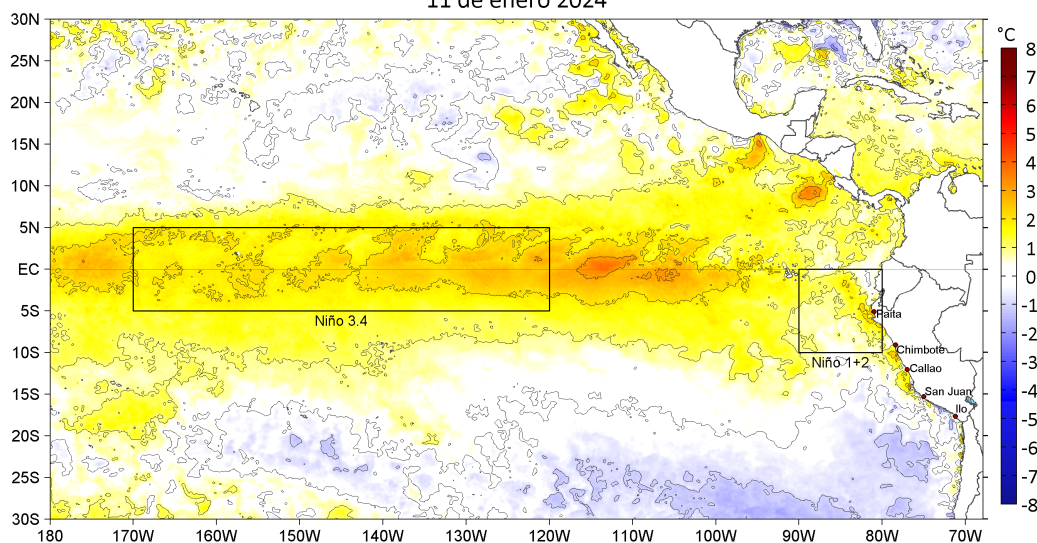 11 de enero 2024
30N
25N
20N
15N
10N
5N
EC
5S
10S
15S
20S
25S
30S
180
170W
160W
150W
140W
130W
120W
110W
100W
90W
80W
70W
Niño 3.4
Niño 1+2
Paita
Chimbote
Callao
San Juan
Ilo
°C
8
7
6
5
4
3
2
1
0
-1
-2
-3
-4
-5
-6
-7
-8